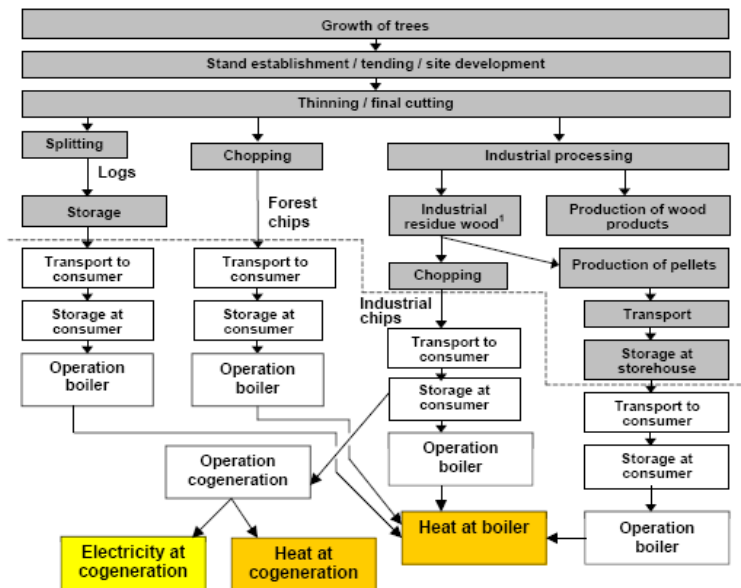 Growth of trees
Stand establishment / tending / site development
Thinning / final cutting
Splitting
Chopping
Industrial processing
Logs
Forest
chips
Storage
Industrial
residue wood¹
Production of wood
products
Transport to
consumer
Transport to
consumer
Chopping
Production of pellets
Storage at
consumer
Storage at
consumer
Industrial
chips
Transport
Operation
boiler
Operation
boiler
Transport to
consumer
Storage at
storehouse
Storage at
consumer
Transport to
consumer
Operation
cogeneration
Operation
boiler
Storage at
consumer
Electricity at
cogeneration
Heat at
cogeneration
Heat at boiler
Operation
boiler